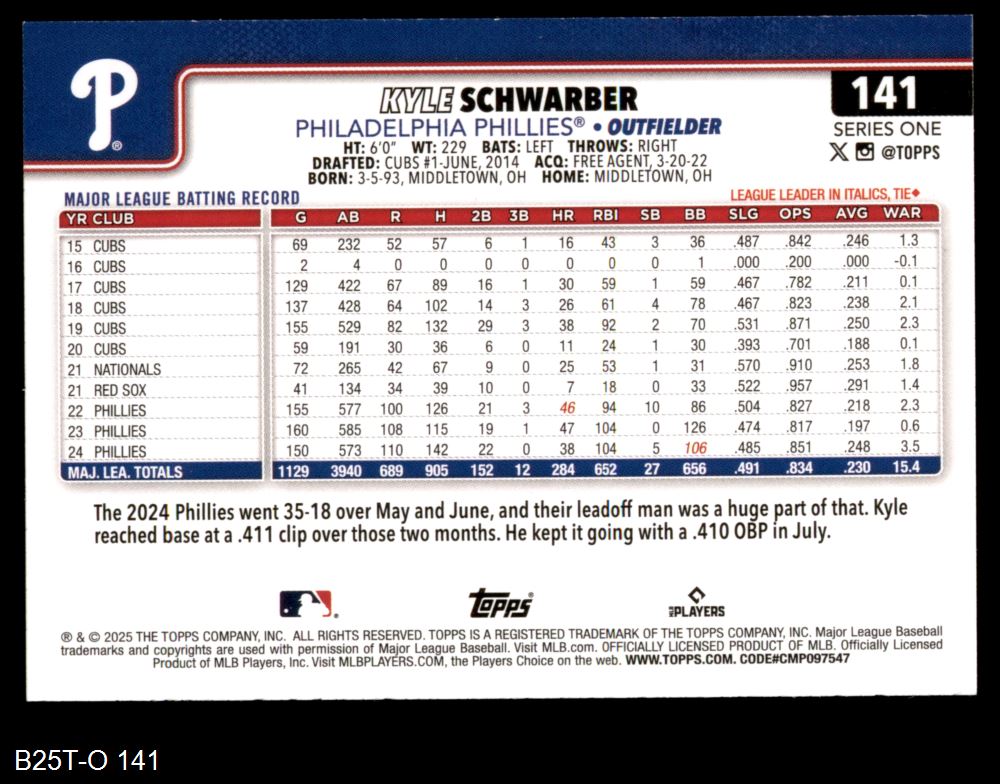 P®
KYLE SCHWARBER
141
PHILADELPHIA PHILLIES® • OUTFIELDER
SERIES ONE
HT: 6'0" WT: 229 BATS: LEFT THROWS: RIGHT
@TOPPS
DRAFTED: CUBS #1-JUNE, 2014 ACQ: FREE AGENT, 3-20-22
BORN: 3-5-93, MIDDLETOWN, OH HOME: MIDDLETOWN, OH
MAJOR LEAGUE BATTING RECORD
LEAGUE LEADER IN ITALICS, TIE◆
YR CLUB G AB R H 2B 3B HR RBI SB BB SLG OPS AVG WAR
15 CUBS 69 232 52 57 6 1 16 43 3 36 .487 .842 .246 1.3
16 CUBS 2 4 0 0 0 0 0 0 0 1 .000 .200 .000 -0.1
17 CUBS 129 422 67 89 16 1 30 59 1 59 .467 .782 .211 0.1
18 CUBS 137 428 64 102 14 3 26 61 4 78 .467 .823 .238 2.1
19 CUBS 155 529 82 132 29 3 38 92 2 70 .531 .871 .250 2.3
20 CUBS 59 191 30 36 6 0 11 24 1 30 .393 .701 .188 0.1
21 NATIONALS 72 265 42 67 9 0 25 53 1 31 .570 .910 .253 1.8
21 RED SOX 41 134 34 39 10 0 7 18 0 33 .522 .957 .291 1.4
22 PHILLIES 155 577 100 126 21 3 46 94 10 86 .504 .827 .218 2.3
23 PHILLIES 160 585 108 115 19 1 47 104 0 126 .474 .817 .197 0.6
24 PHILLIES 150 573 110 142 22 0 38 104 5 106 .485 .851 .248 3.5
MAJ. LEA. TOTALS 1129 3940 689 905 152 12 284 652 27 656 .491 .834 .230 15.4
The 2024 Phillies went 35-18 over May and June, and their leadoff man was a huge part of that. Kyle
reached base at a .411 clip over those two months. He kept it going with a .410 OBP in July.
Topps®
MLB PLAYERS
® & © 2025 THE TOPPS COMPANY, INC. ALL RIGHTS RESERVED. TOPPS IS A REGISTERED TRADEMARK OF THE TOPPS COMPANY, INC. Major League Baseball
trademarks and copyrights are used with permission of Major League Baseball. Visit MLB.com. OFFICIALLY LICENSED PRODUCT OF MLB. Officially Licensed
Product of MLB Players, Inc. Visit MLBPLAYERS.COM, the Players Choice on the web. WWW.TOPPS.COM. CODE#CMP097547
B25T-O 141